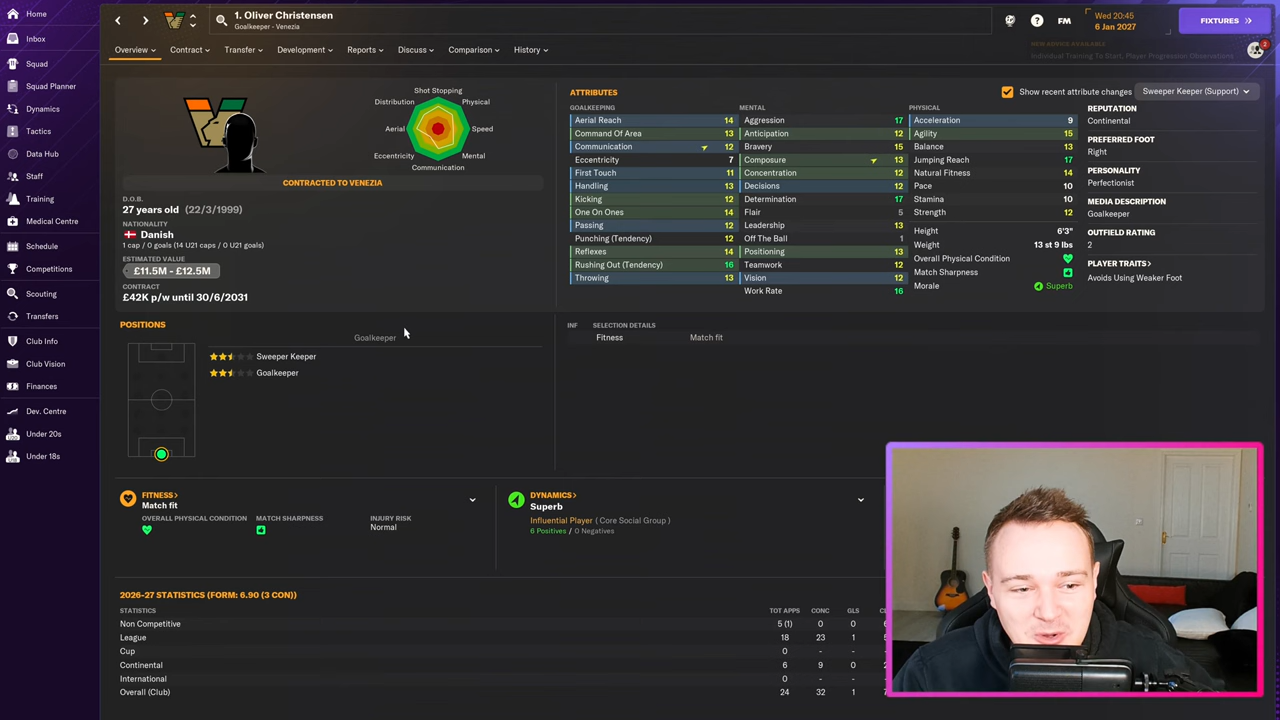 Home
Inbox
Squad
Squad Planner
Dynamics
Tactics
Data Hub
Staff
Training
Medical Centre
Schedule
Competitions
Scouting
Transfers
Club Info
Club Vision
Finances
Dev. Centre
Under 20s
Under 18s
1. Oliver Christensen
Goalkeeper - Venezia
FM
Wed 20:45
6 Jan 2027
FIXTURES
Overview
Contract
Transfer
Development
Reports
Discuss
Comparison
History
Individual Training To Start, Player Progression Observations
2
Shot Stopping
Physical
Speed
Mental
Communication
Eccentricity
Aerial
Distribution
CONTRACTED TO VENEZIA
D.O.B.
27 years old (22/3/1999)
NATIONALITY
Danish
1 cap / 0 goals (14 U21 caps / 0 U21 goals)
ESTIMATED VALUE
£11.5M - £12.5M
CONTRACT
£42K p/w until 30/6/2031
ATTRIBUTES
Show recent attribute changes
Sweeper Keeper (Support)
GOALKEEPING
Aerial Reach 14
Command Of Area 13
Communication 12
Eccentricity 7
First Touch 11
Handling 13
Kicking 12
One On Ones 14
Passing 12
Punching (Tendency) 12
Reflexes 14
Rushing Out (Tendency) 16
Throwing 13
MENTAL
Aggression 17
Anticipation 12
Bravery 15
Composure 13
Concentration 12
Decisions 12
Determination 17
Flair 5
Leadership 13
Off The Ball 1
Positioning 13
Teamwork 12
Vision 12
Work Rate 16
PHYSICAL
Acceleration 9
Agility 15
Balance 13
Jumping Reach 17
Natural Fitness 14
Pace 10
Stamina 10
Strength 12
Height 6'3"
Weight 13 st 9 lbs
Overall Physical Condition
Match Sharpness
Morale Superb
REPUTATION
Continental
PREFERRED FOOT
Right
PERSONALITY
Perfectionist
MEDIA DESCRIPTION
Goalkeeper
OUTFIELD RATING
2
PLAYER TRAITS>
Avoids Using Weaker Foot
POSITIONS
Goalkeeper
Sweeper Keeper
Goalkeeper
INF SELECTION DETAILS
Fitness Match fit
FITNESS>
Match fit
OVERALL PHYSICAL CONDITION
MATCH SHARPNESS
INJURY RISK
Normal
DYNAMICS>
Superb
Influential Player ( Core Social Group )
6 Positives / 0 Negatives
2026-27 STATISTICS (FORM: 6.90 (3 CON))
STATISTICS TOT APPS CONC GLS
Non Competitive 5 (1) 0 0
League 18 23 1
Cup 0 - -
Continental 6 9 0
International 0 - -
Overall (Club) 24 32 1